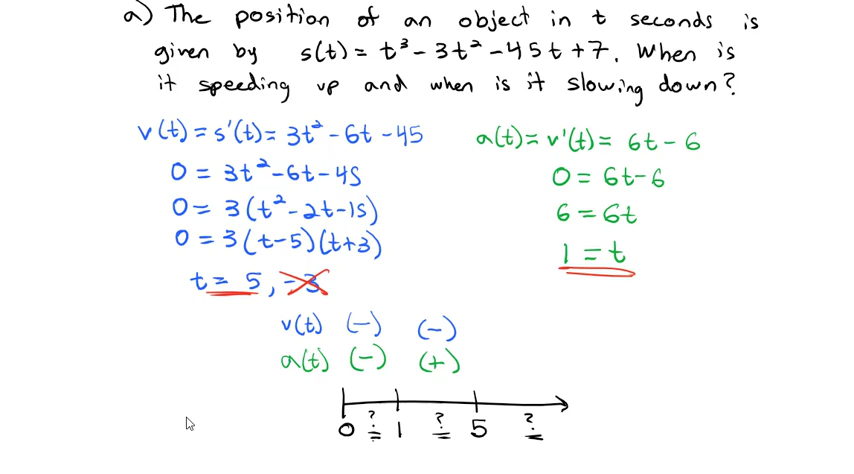 a) The position of an object in t seconds is
given by s(t) = t³ - 3t² - 45t + 7. When is
it speeding up and when is it slowing down?
v(t) = s'(t) = 3t² - 6t - 45
0 = 3t² - 6t - 45
0 = 3(t² - 2t - 15)
0 = 3(t-5)(t+3)
t = 5, -3
a(t) = v'(t) = 6t - 6
0 = 6t - 6
6 = 6t
1 = t
v(t) (-) (-)
a(t) (-) (+)
? ? ?
0 1 5